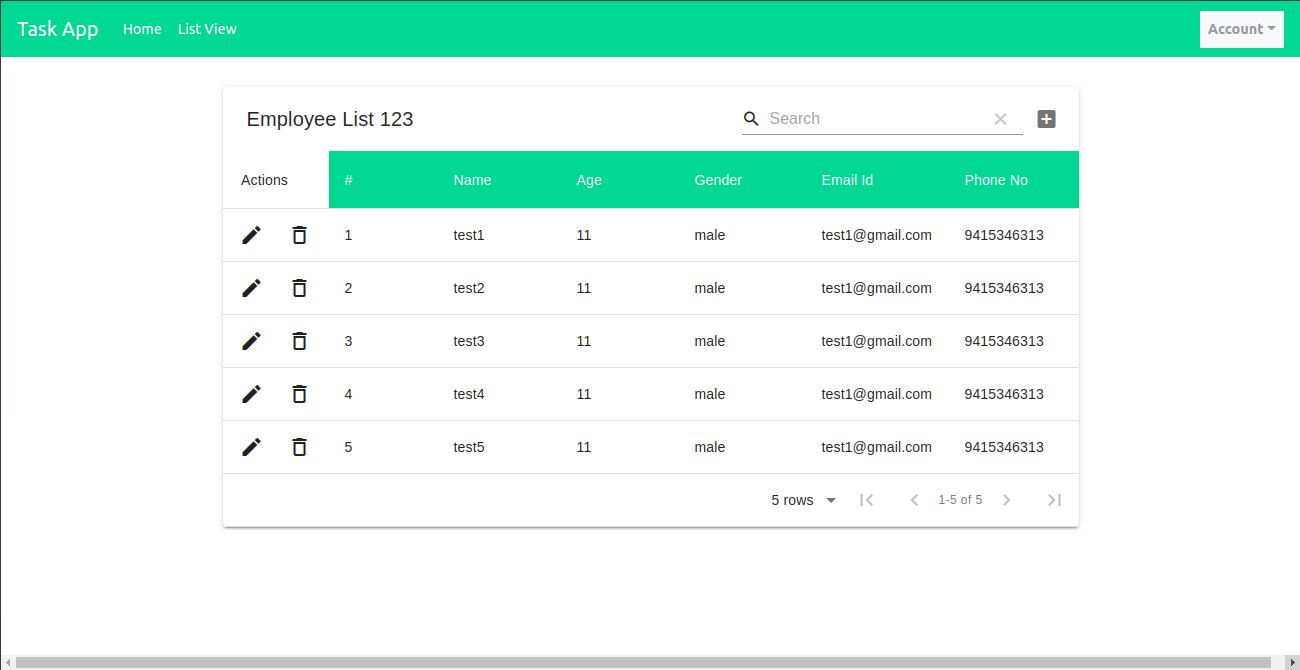 Task App Home List View Account
Employee List 123 Search
Actions # Name Age Gender Email Id Phone No
1 test1 11 male test1@gmail.com 9415346313
2 test2 11 male test1@gmail.com 9415346313
3 test3 11 male test1@gmail.com 9415346313
4 test4 11 male test1@gmail.com 9415346313
5 test5 11 male test1@gmail.com 9415346313
5 rows 1-5 of 5